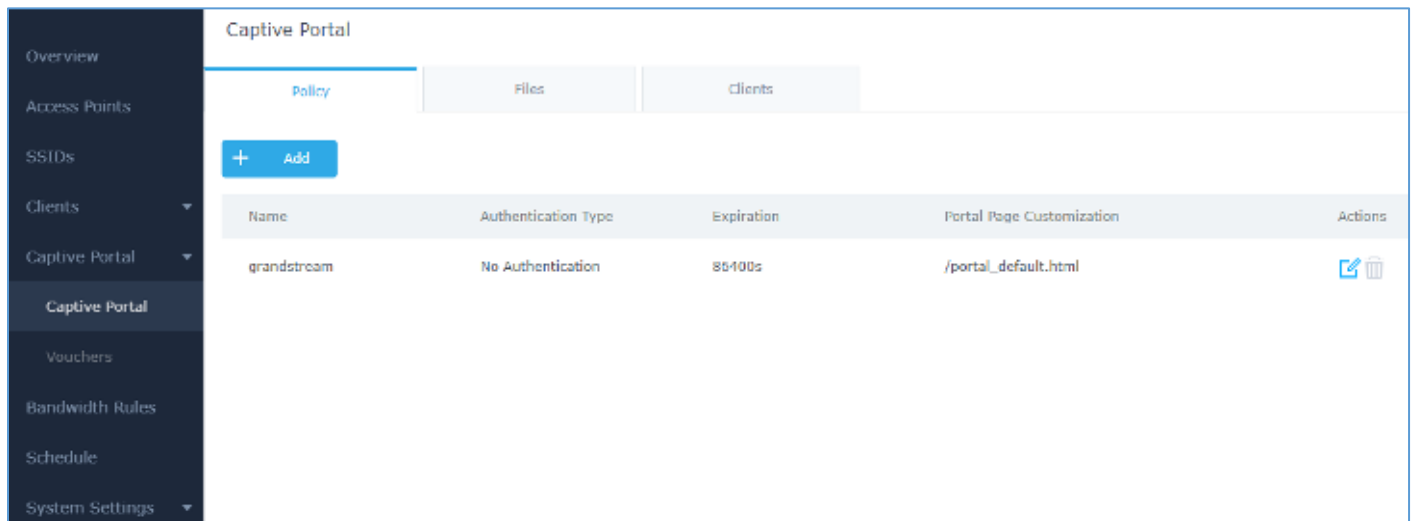 Captive Portal
Overview
Access Points
SSIDs
Clients
Captive Portal
Captive Portal
Vouchers
Bandwidth Rules
Schedule
System Settings
Policy Files Clients
+ Add
Name Authentication Type Expiration Portal Page Customization Actions
grandstream No Authentication 86400s /portal_default.html